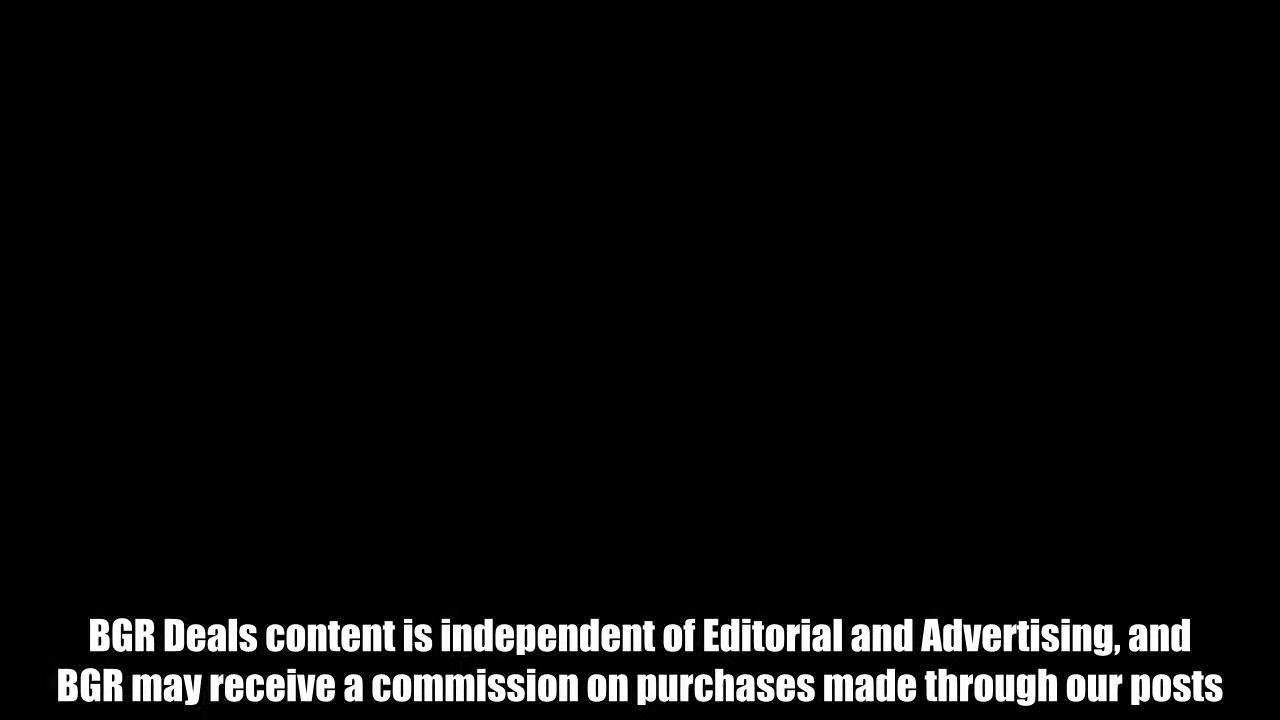 BGR Deals content is independent of Editorial and Advertising, and
BGR may receive a commission on purchases made through our posts